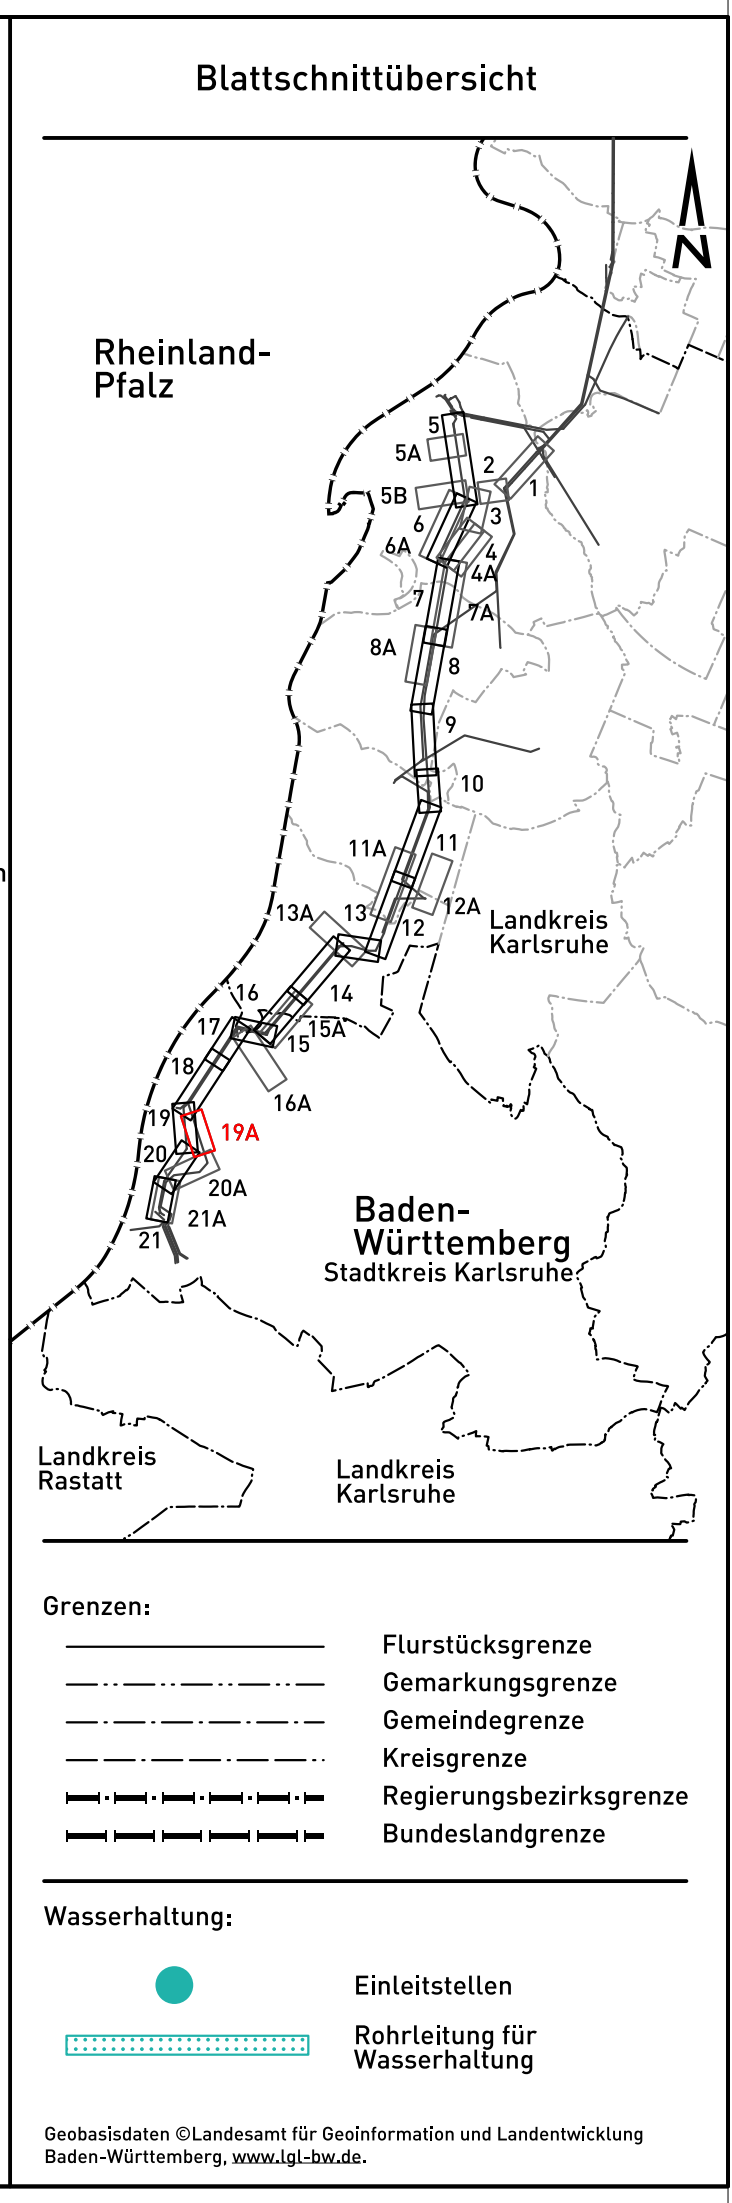 Blattschnittübersicht
N
Rheinland-
Pfalz
5
5A
2
5B
1
6
3
6A
4
4A
7
7A
8A
8
9
10
11A
11
13A
13
12A
12
Landkreis
Karlsruhe
16
14
17
15A
15
18
16A
19
19A
20
20A
21A
21
Baden-
Württemberg
Stadtkreis Karlsruhe
Landkreis
Rastatt
Landkreis
Karlsruhe
Grenzen:
Flurstücksgrenze
Gemarkungsgrenze
Gemeindegrenze
Kreisgrenze
Regierungsbezirksgrenze
Bundeslandgrenze
Wasserhaltung:
Einleitstellen
Rohrleitung für
Wasserhaltung
Geobasisdaten ©Landesamt für Geoinformation und Landentwicklung
Baden-Württemberg, www.lgl-bw.de.